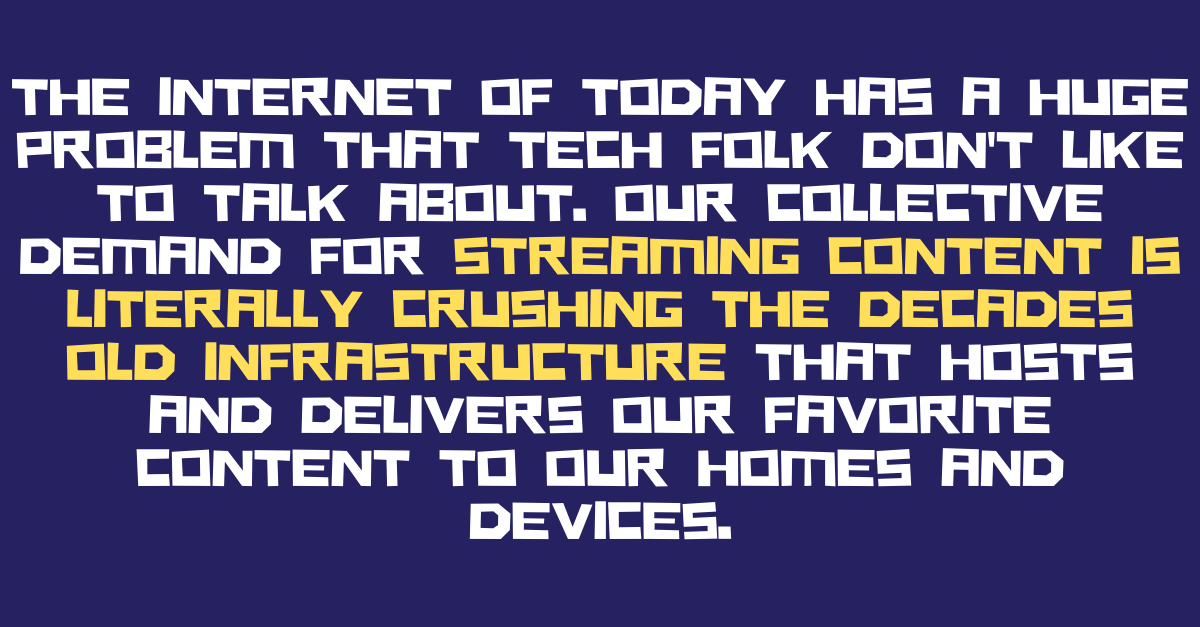 THE INTERNET OF TODAY HAS A HUGE
PROBLEM THAT TECH FOLK DON'T LIKE
TO TALK ABOUT. OUR COLLECTIVE
DEMAND FOR STREAMING CONTENT IS
LITERALLY CRUSHING THE DECADES
OLD INFRASTRUCTURE THAT HOSTS
AND DELIVERS OUR FAVORITE
CONTENT TO OUR HOMES AND
DEVICES.